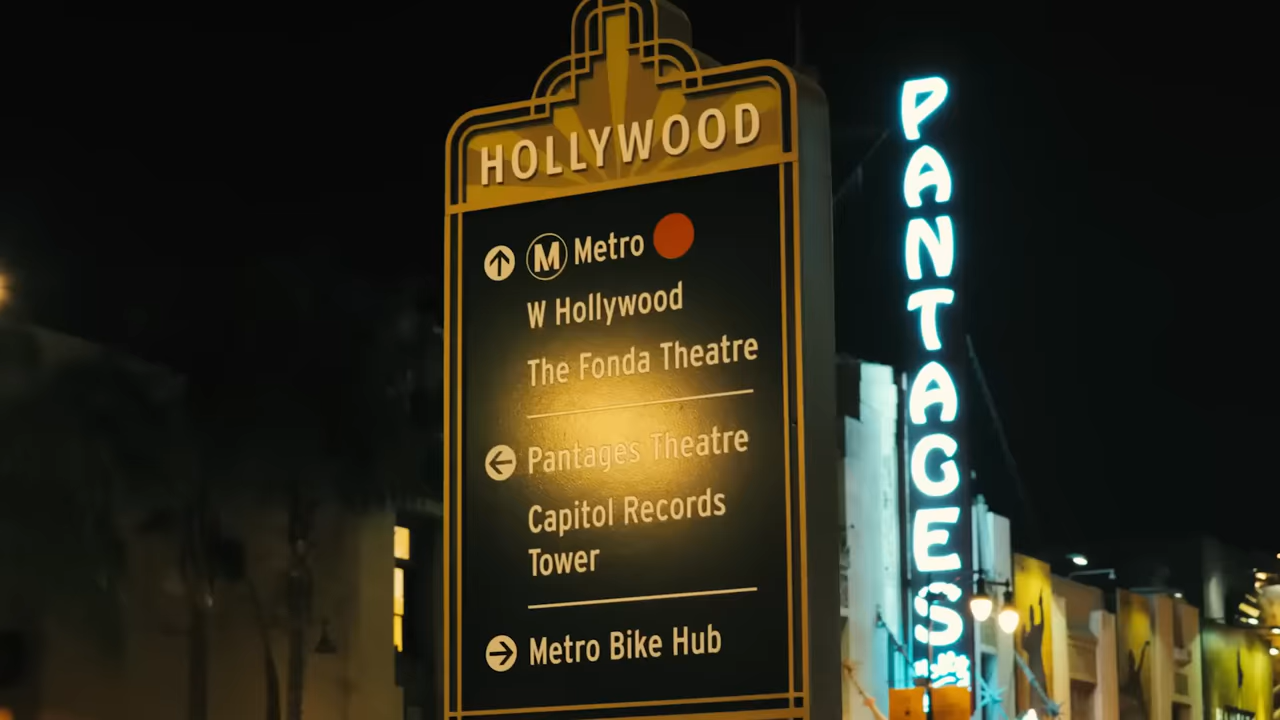 HOLLYWOOD
M Metro
W Hollywood
The Fonda Theatre
Pantages Theatre
Capitol Records
Tower
Metro Bike Hub
PANTAGES